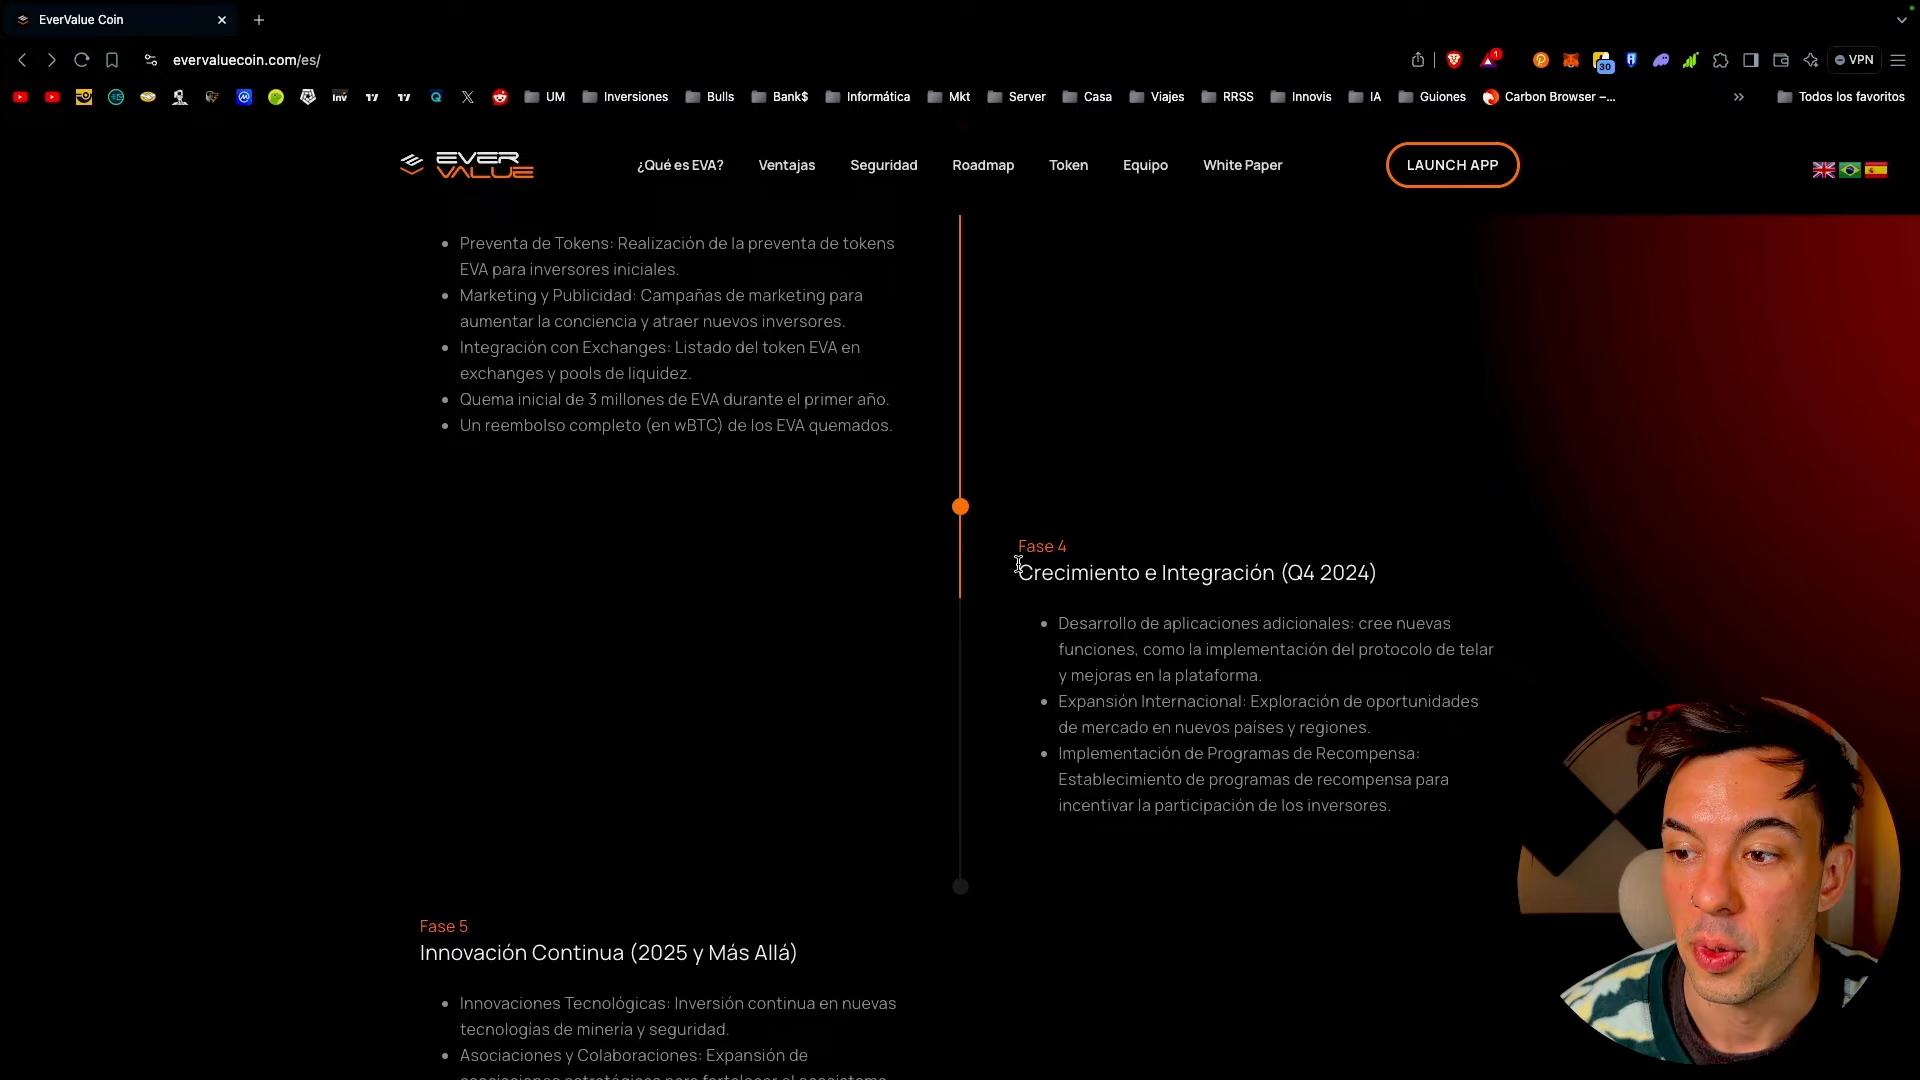 EverValue Coin
evervaluecoin.com/es/
1
30
VPN
inv
UM
Inversiones
Bulls
Bank$
Informática
Mkt
Server
Casa
Viajes
RRSS
Innovis
IA
Guiones
Carbon Browser –...
Todos los favoritos
EVER
VALUE
¿Qué es EVA?
Ventajas
Seguridad
Roadmap
Token
Equipo
White Paper
LAUNCH APP
Preventa de Tokens: Realización de la preventa de tokens
EVA para inversores iniciales.
Marketing y Publicidad: Campañas de marketing para
aumentar la conciencia y atraer nuevos inversores.
Integración con Exchanges: Listado del token EVA en
exchanges y pools de liquidez.
Quema inicial de 3 millones de EVA durante el primer año.
Un reembolso completo (en wBTC) de los EVA quemados.
Fase 4
Crecimiento e Integración (Q4 2024)
Desarrollo de aplicaciones adicionales: cree nuevas
funciones, como la implementación del protocolo de telar
y mejoras en la plataforma.
Expansión Internacional: Exploración de oportunidades
de mercado en nuevos países y regiones.
Implementación de Programas de Recompensa:
Establecimiento de programas de recompensa para
incentivar la participación de los inversores.
Fase 5
Innovación Continua (2025 y Más Allá)
Innovaciones Tecnológicas: Inversión continua en nuevas
tecnologías de minería y seguridad.
Asociaciones y Colaboraciones: Expansión de